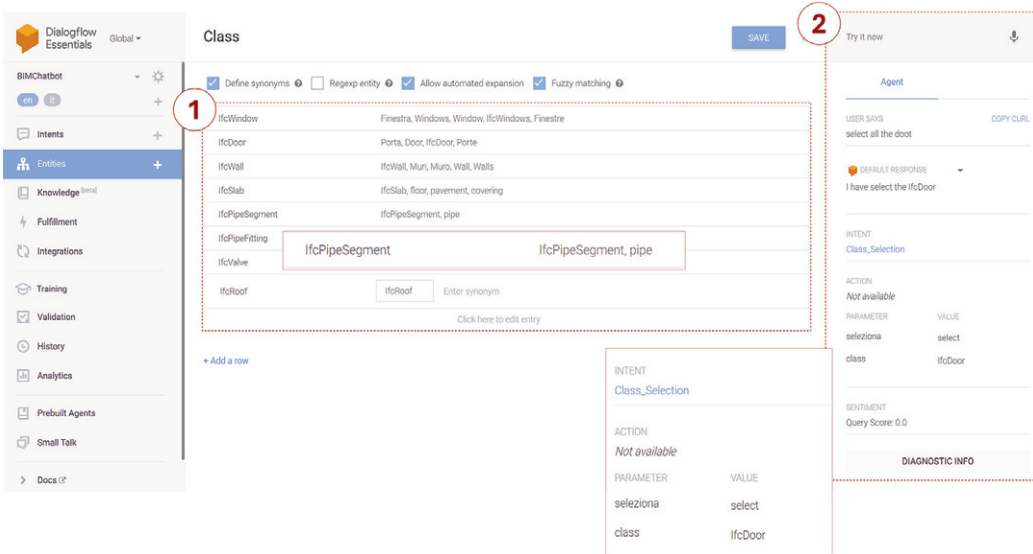 Dialogflow Essentials
Global
BIMChatbot
en it
Intents
Entities
Knowledge [beta]
Fulfillment
Integrations
Training
Validation
History
Analytics
Prebuilt Agents
Small Talk
Docs
Class
SAVE
Define synonyms Regexp entity Allow automated expansion Fuzzy matching
1
IfcWindow Finestra, Windows, Window, IfcWindows, Finestre
IfcDoor Porta, Door, IfcDoor, Porte
IfcWall IfcWall, Muri, Muro, Wall, Walls
IfcSlab IfcSlab, floor, pavement, covering
IfcPipeSegment IfcPipeSegment, pipe
IfcPipeFitting
IfcPipeSegment IfcPipeSegment, pipe
IfcValve
IfcRoof IfcRoof Enter synonym
Click here to edit entry
+ Add a row
INTENT
Class_Selection
ACTION
Not available
PARAMETER VALUE
seleziona select
class IfcDoor
2
Try it now
Agent
USER SAYS COPY CURL
select all the doot
DEFAULT RESPONSE
I have select the IfcDoor
INTENT
Class_Selection
ACTION
Not available
PARAMETER VALUE
seleziona select
class IfcDoor
SENTIMENT
Query Score: 0.0
DIAGNOSTIC INFO